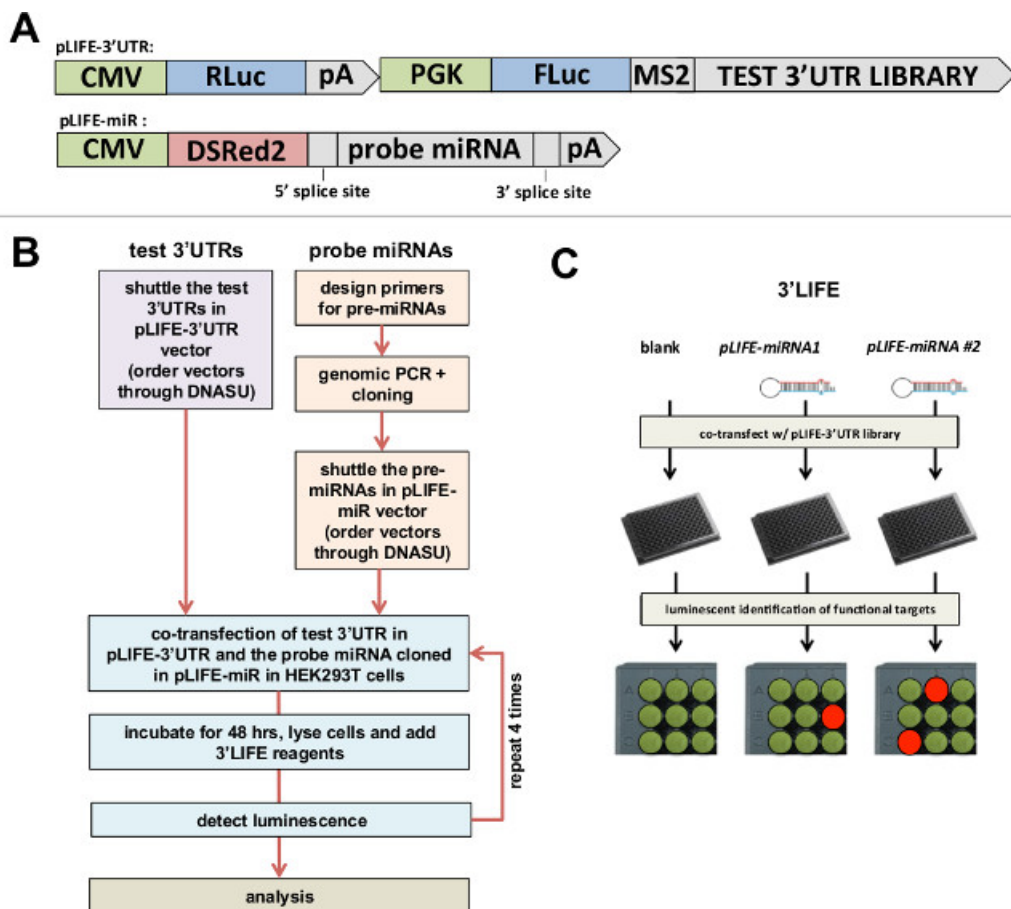 A
pLIFE-3'UTR:
CMV RLuc pA PGK FLuc MS2 TEST 3'UTR LIBRARY
pLIFE-miR :
CMV DSRed2 probe miRNA pA
5' splice site 3' splice site
B
test 3'UTRs
shuttle the test
3'UTRs in
pLIFE-3'UTR
vector
(order vectors
through DNASU)
probe miRNAs
design primers
for pre-miRNAs
genomic PCR +
cloning
shuttle the pre-
miRNAs in pLIFE-
miR vector
(order vectors
through DNASU)
co-transfection of test 3'UTR in
pLIFE-3'UTR and the probe miRNA cloned
in pLIFE-miR in HEK293T cells
incubate for 48 hrs, lyse cells and add
3'LIFE reagents
detect luminescence
repeat 4 times
analysis
C
3'LIFE
blank pLIFE-miRNA1 pLIFE-miRNA #2
co-transfect w/ pLIFE-3'UTR library
luminescent identification of functional targets
A
B
C
A
B
C
A
B
C